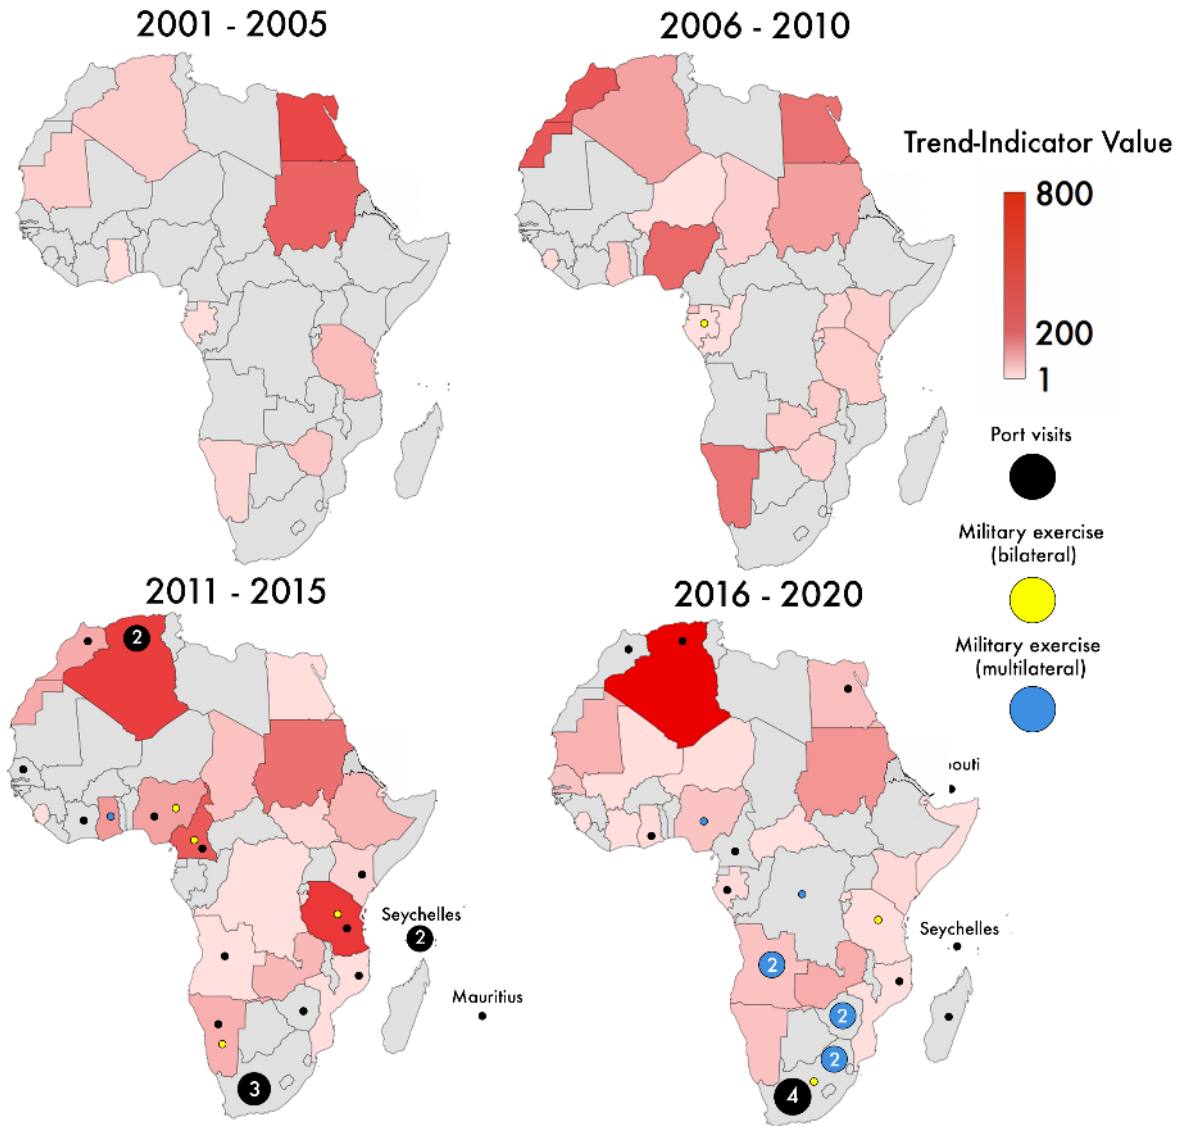 2001 - 2005
2006 - 2010
Trend-Indicator Value
800
200
1
Port visits
Military exercise
(bilateral)
Military exercise
(multilateral)
2011 - 2015
2016 - 2020
2
outi
Seychelles
2
Seychelles
Mauritius
2
2
2
3
4